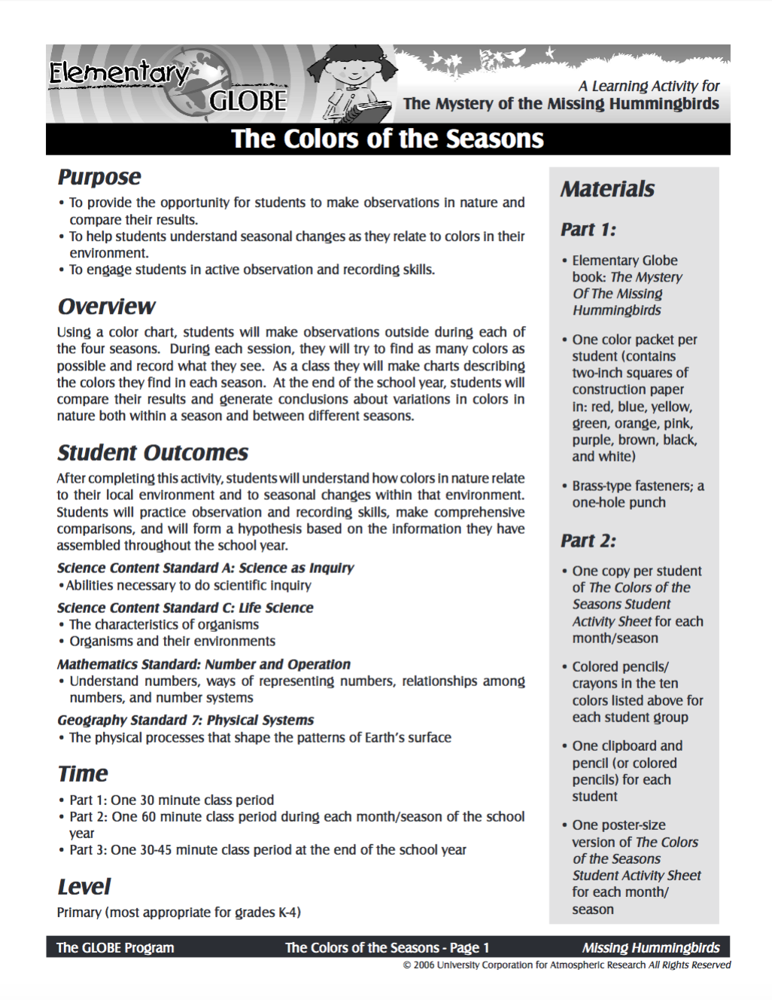 Elementary
GLOBE
A Learning Activity for
The Mystery of the Missing Hummingbirds
The Colors of the Seasons
Purpose
• To provide the opportunity for students to make observations in nature and
compare their results.
• To help students understand seasonal changes as they relate to colors in their
environment.
• To engage students in active observation and recording skills.
Overview
Using a color chart, students will make observations outside during each of
the four seasons. During each session, they will try to find as many colors as
possible and record what they see. As a class they will make charts describing
the colors they find in each season. At the end of the school year, students will
compare their results and generate conclusions about variations in colors in
nature both within a season and between different seasons.
Student Outcomes
After completing this activity, students will understand how colors in nature relate
to their local environment and to seasonal changes within that environment.
Students will practice observation and recording skills, make comprehensive
comparisons, and will form a hypothesis based on the information they have
assembled throughout the school year.
Science Content Standard A: Science as Inquiry
• Abilities necessary to do scientific inquiry
Science Content Standard C: Life Science
• The characteristics of organisms
• Organisms and their environments
Mathematics Standard: Number and Operation
• Understand numbers, ways of representing numbers, relationships among
numbers, and number systems
Geography Standard 7: Physical Systems
• The physical processes that shape the patterns of Earth's surface
Time
• Part 1: One 30 minute class period
• Part 2: One 60 minute class period during each month/season of the school
year
• Part 3: One 30-45 minute class period at the end of the school year
Level
Primary (most appropriate for grades K-4)
Materials
Part 1:
• Elementary Globe
book: The Mystery
Of The Missing
Hummingbirds
• One color packet per
student (contains
two-inch squares of
construction paper
in: red, blue, yellow,
green, orange, pink,
purple, brown, black,
and white)
• Brass-type fasteners; a
one-hole punch
Part 2:
• One copy per student
of The Colors of the
Seasons Student
Activity Sheet for each
month/season
• Colored pencils/
crayons in the ten
colors listed above for
each student group
• One clipboard and
pencil (or colored
pencils) for each
student
• One poster-size
version of The Colors
of the Seasons
Student Activity Sheet
for each month/
season
The GLOBE Program The Colors of the Seasons - Page 1 Missing Hummingbirds
© 2006 University Corporation for Atmospheric Research All Rights Reserved